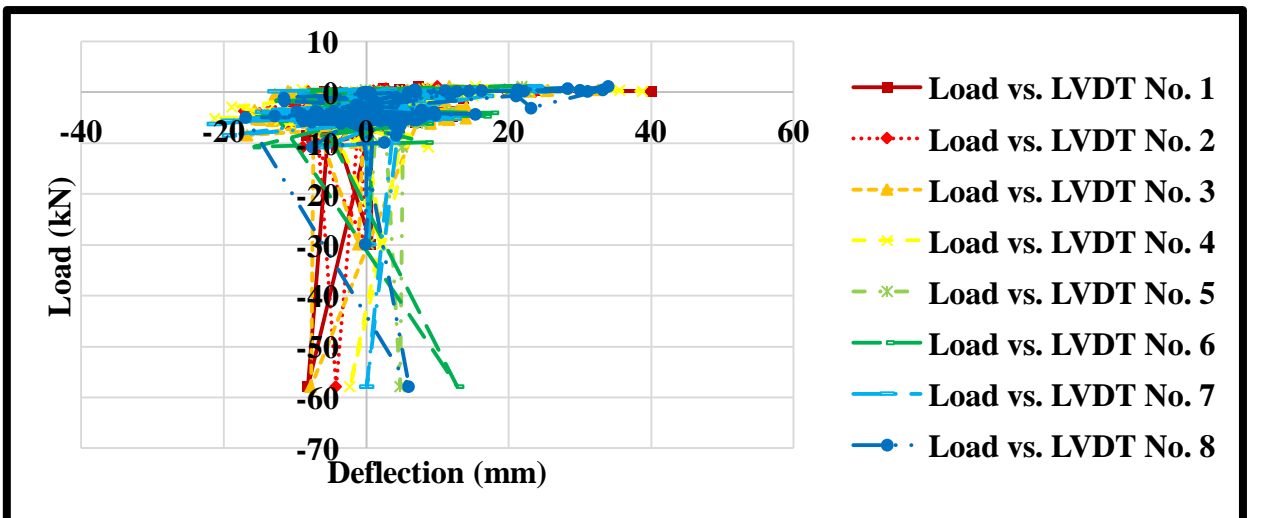 10
0
-40
-20
0
20
40
60
-10
-20
-30
-40
-50
-60
-70
Load (kN)
Deflection (mm)
Load vs. LVDT No. 1
Load vs. LVDT No. 2
Load vs. LVDT No. 3
Load vs. LVDT No. 4
Load vs. LVDT No. 5
Load vs. LVDT No. 6
Load vs. LVDT No. 7
Load vs. LVDT No. 8